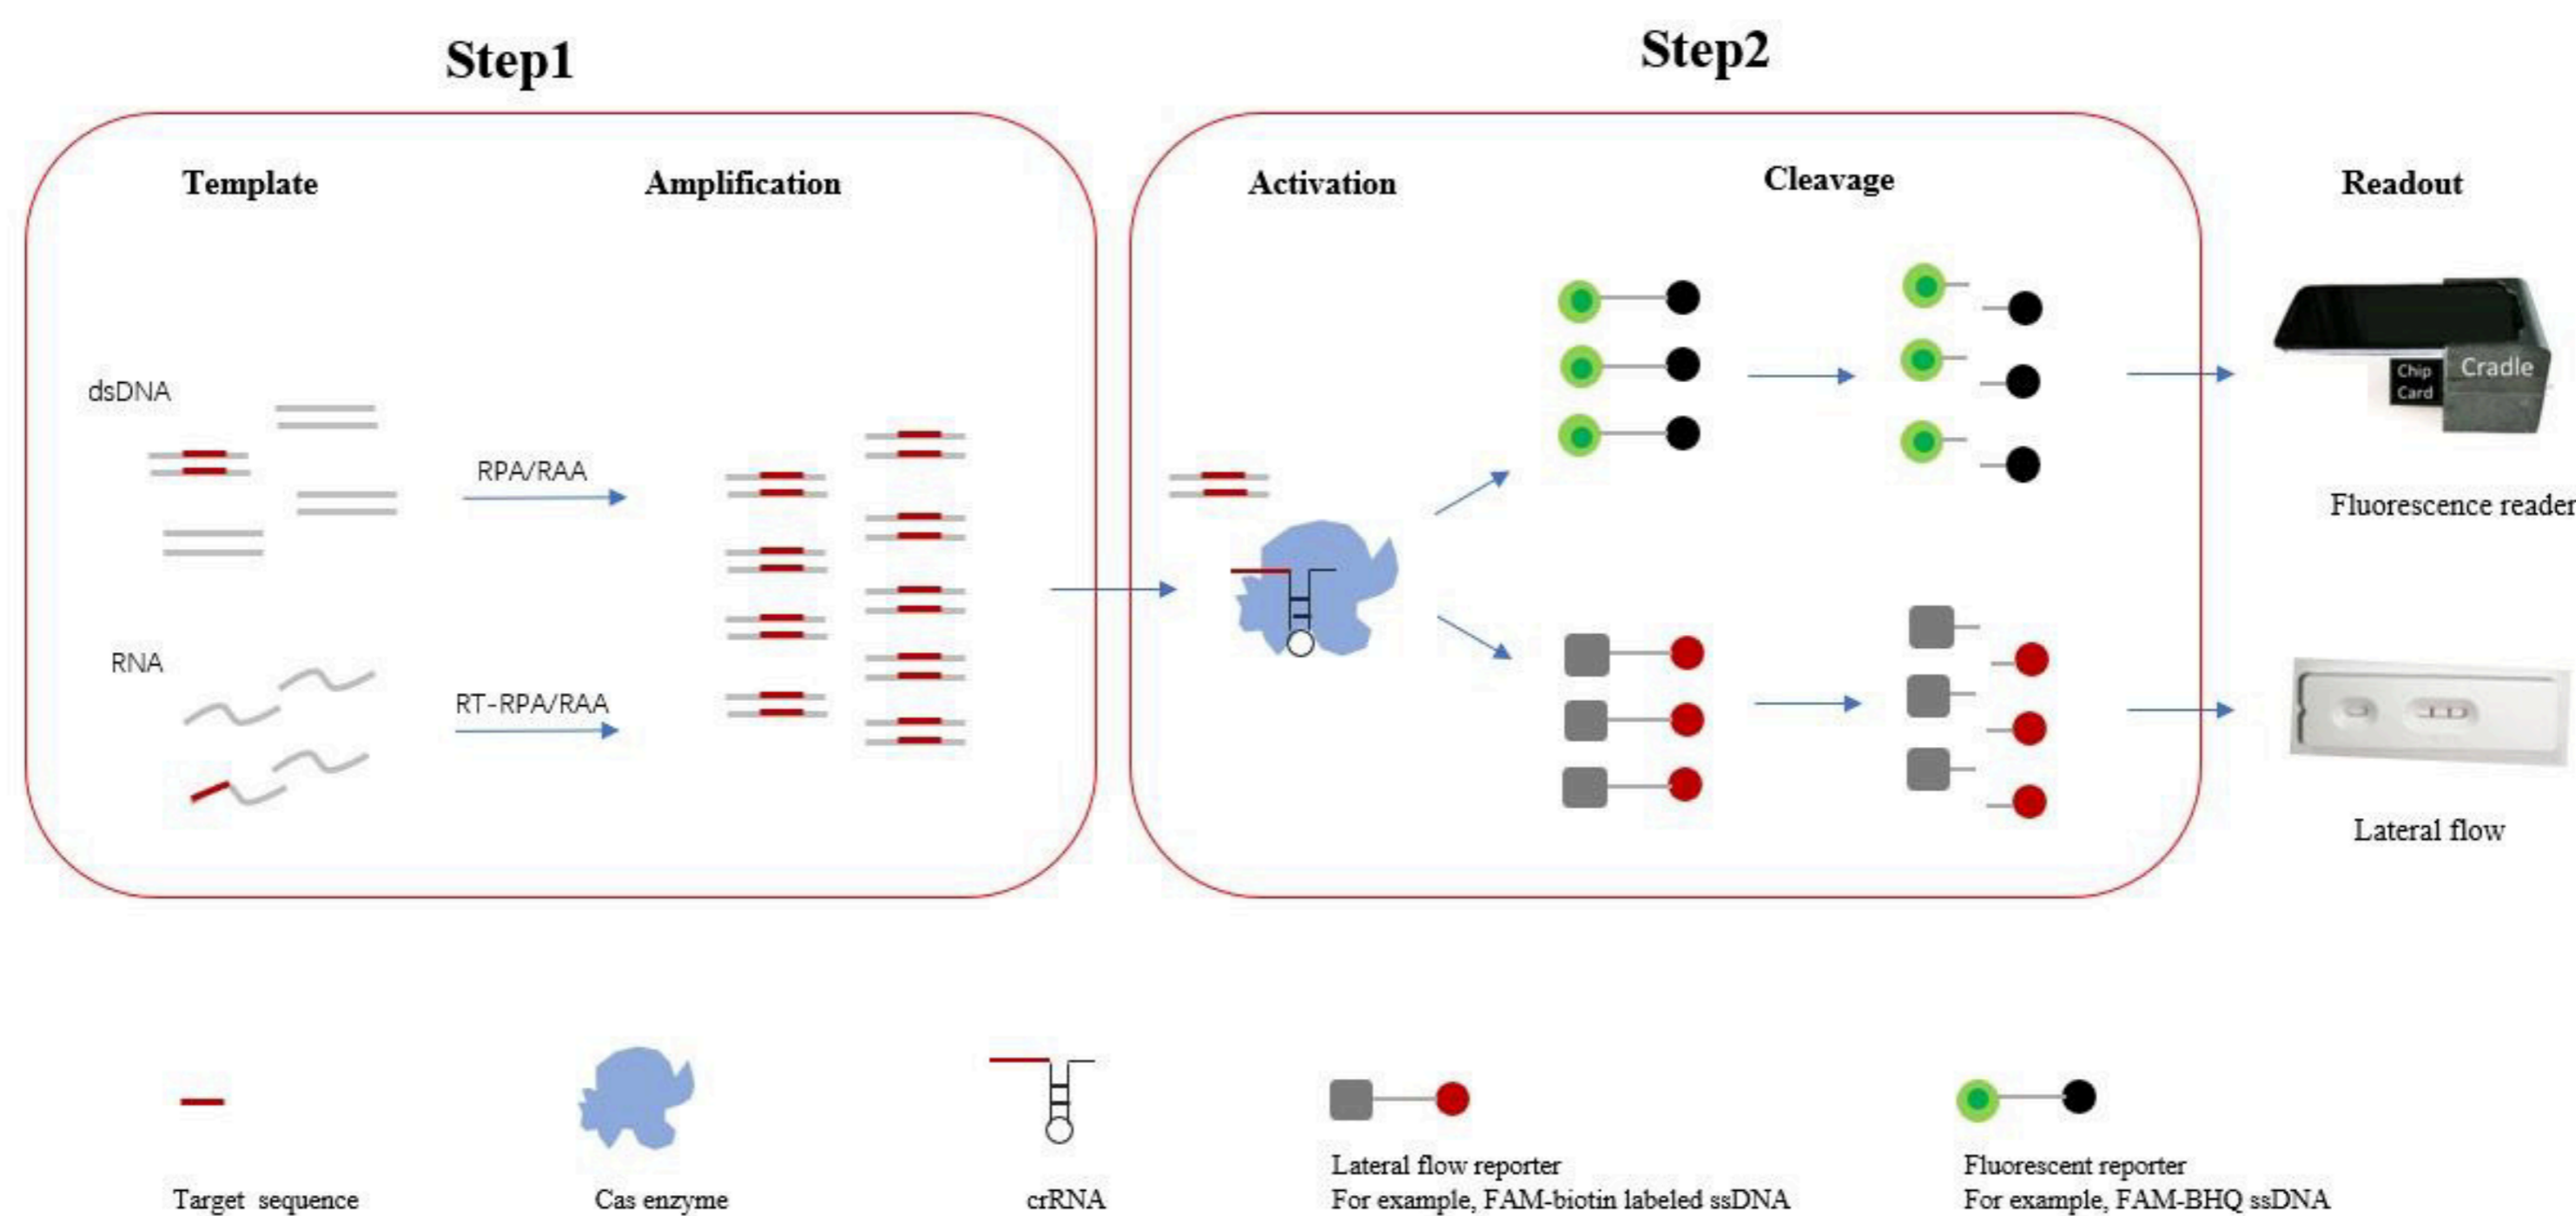 Step1
Step2
Template
Amplification
Activation
Cleavage
Readout
dsDNA
RPA/RAA
RNA
RT-RPA/RAA
Chip
Card
Cradle
Fluorescence reader
Lateral flow
Target sequence
Cas enzyme
crRNA
Lateral flow reporter
For example, FAM-biotin labeled ssDNA
Fluorescent reporter
For example, FAM-BHQ ssDNA